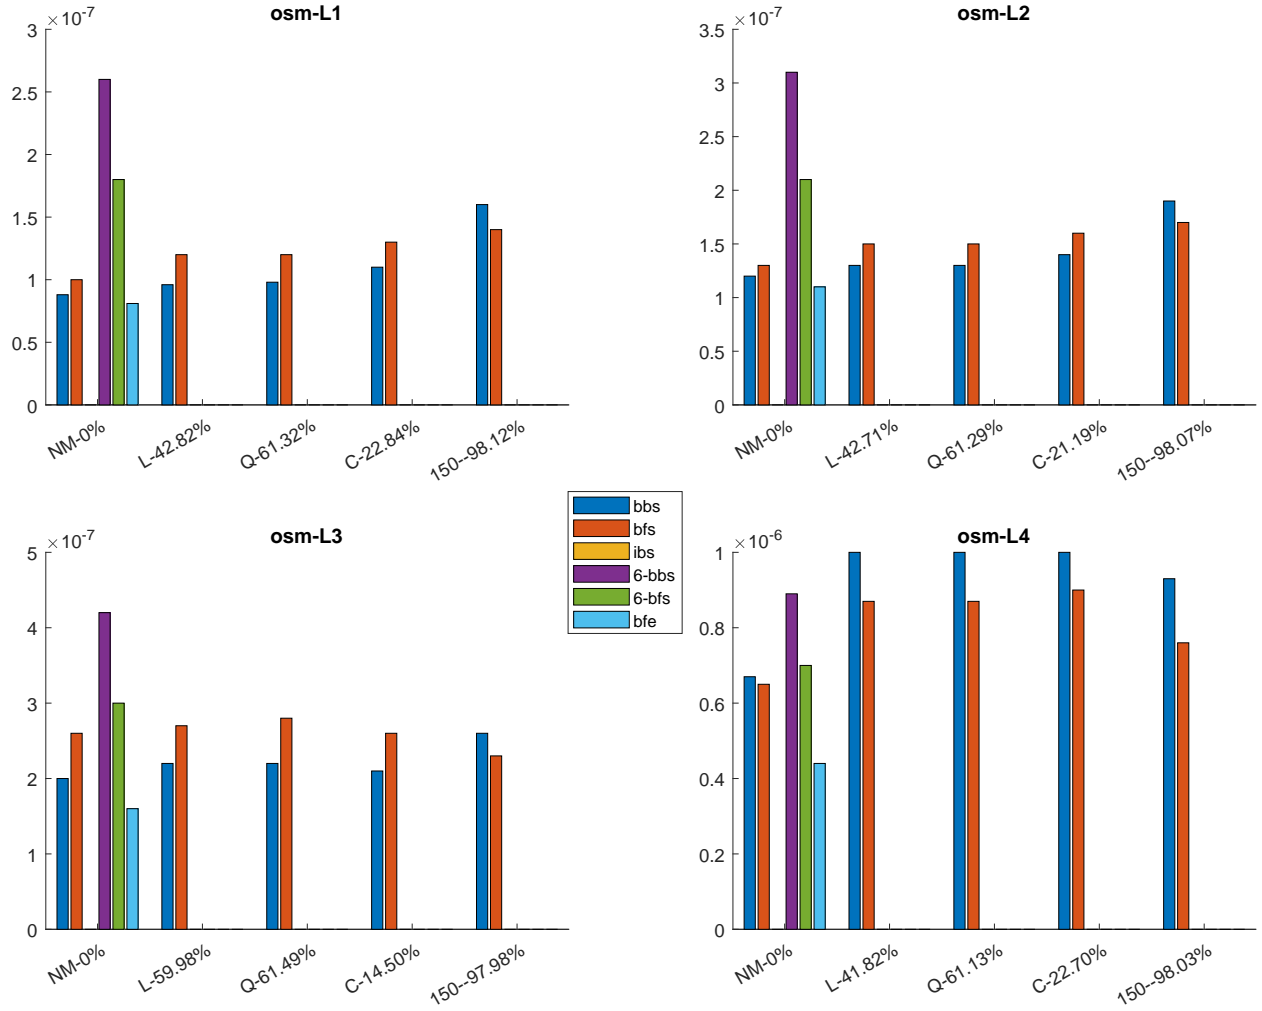 osm-L1
×10-7
3
2.5
2
1.5
1
0.5
0
NM-0%
L-42.82%
Q-61.32%
C-22.84%
150--98.12%
osm-L2
×10-7
3.5
3
2.5
2
1.5
1
0.5
0
NM-0%
L-42.71%
Q-61.29%
C-21.19%
150--98.07%
bbs
bfs
ibs
6-bbs
6-bfs
bfe
osm-L3
×10-7
5
4
3
2
1
0
NM-0%
L-59.98%
Q-61.49%
C-14.50%
150--97.98%
osm-L4
×10-6
1
0.8
0.6
0.4
0.2
0
NM-0%
L-41.82%
Q-61.13%
C-22.70%
150--98.03%